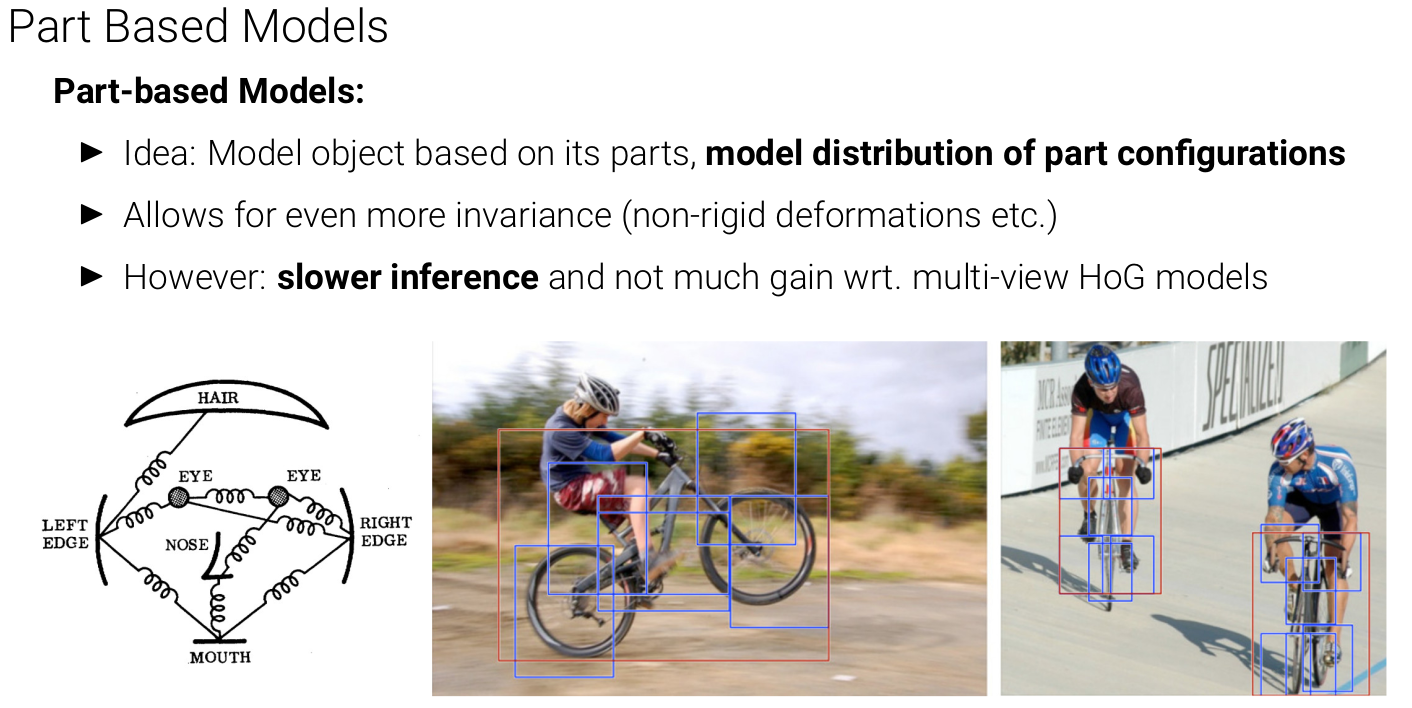 Part Based Models
Part-based Models:
► Idea: Model object based on its parts, model distribution of part configurations
► Allows for even more invariance (non-rigid deformations etc.)
► However: slower inference and not much gain wrt. multi-view HoG models
HAIR
EYE
EYE
LEFT
EDGE
RIGHT
EDGE
NOSE
MOUTH
SPECIALIZED